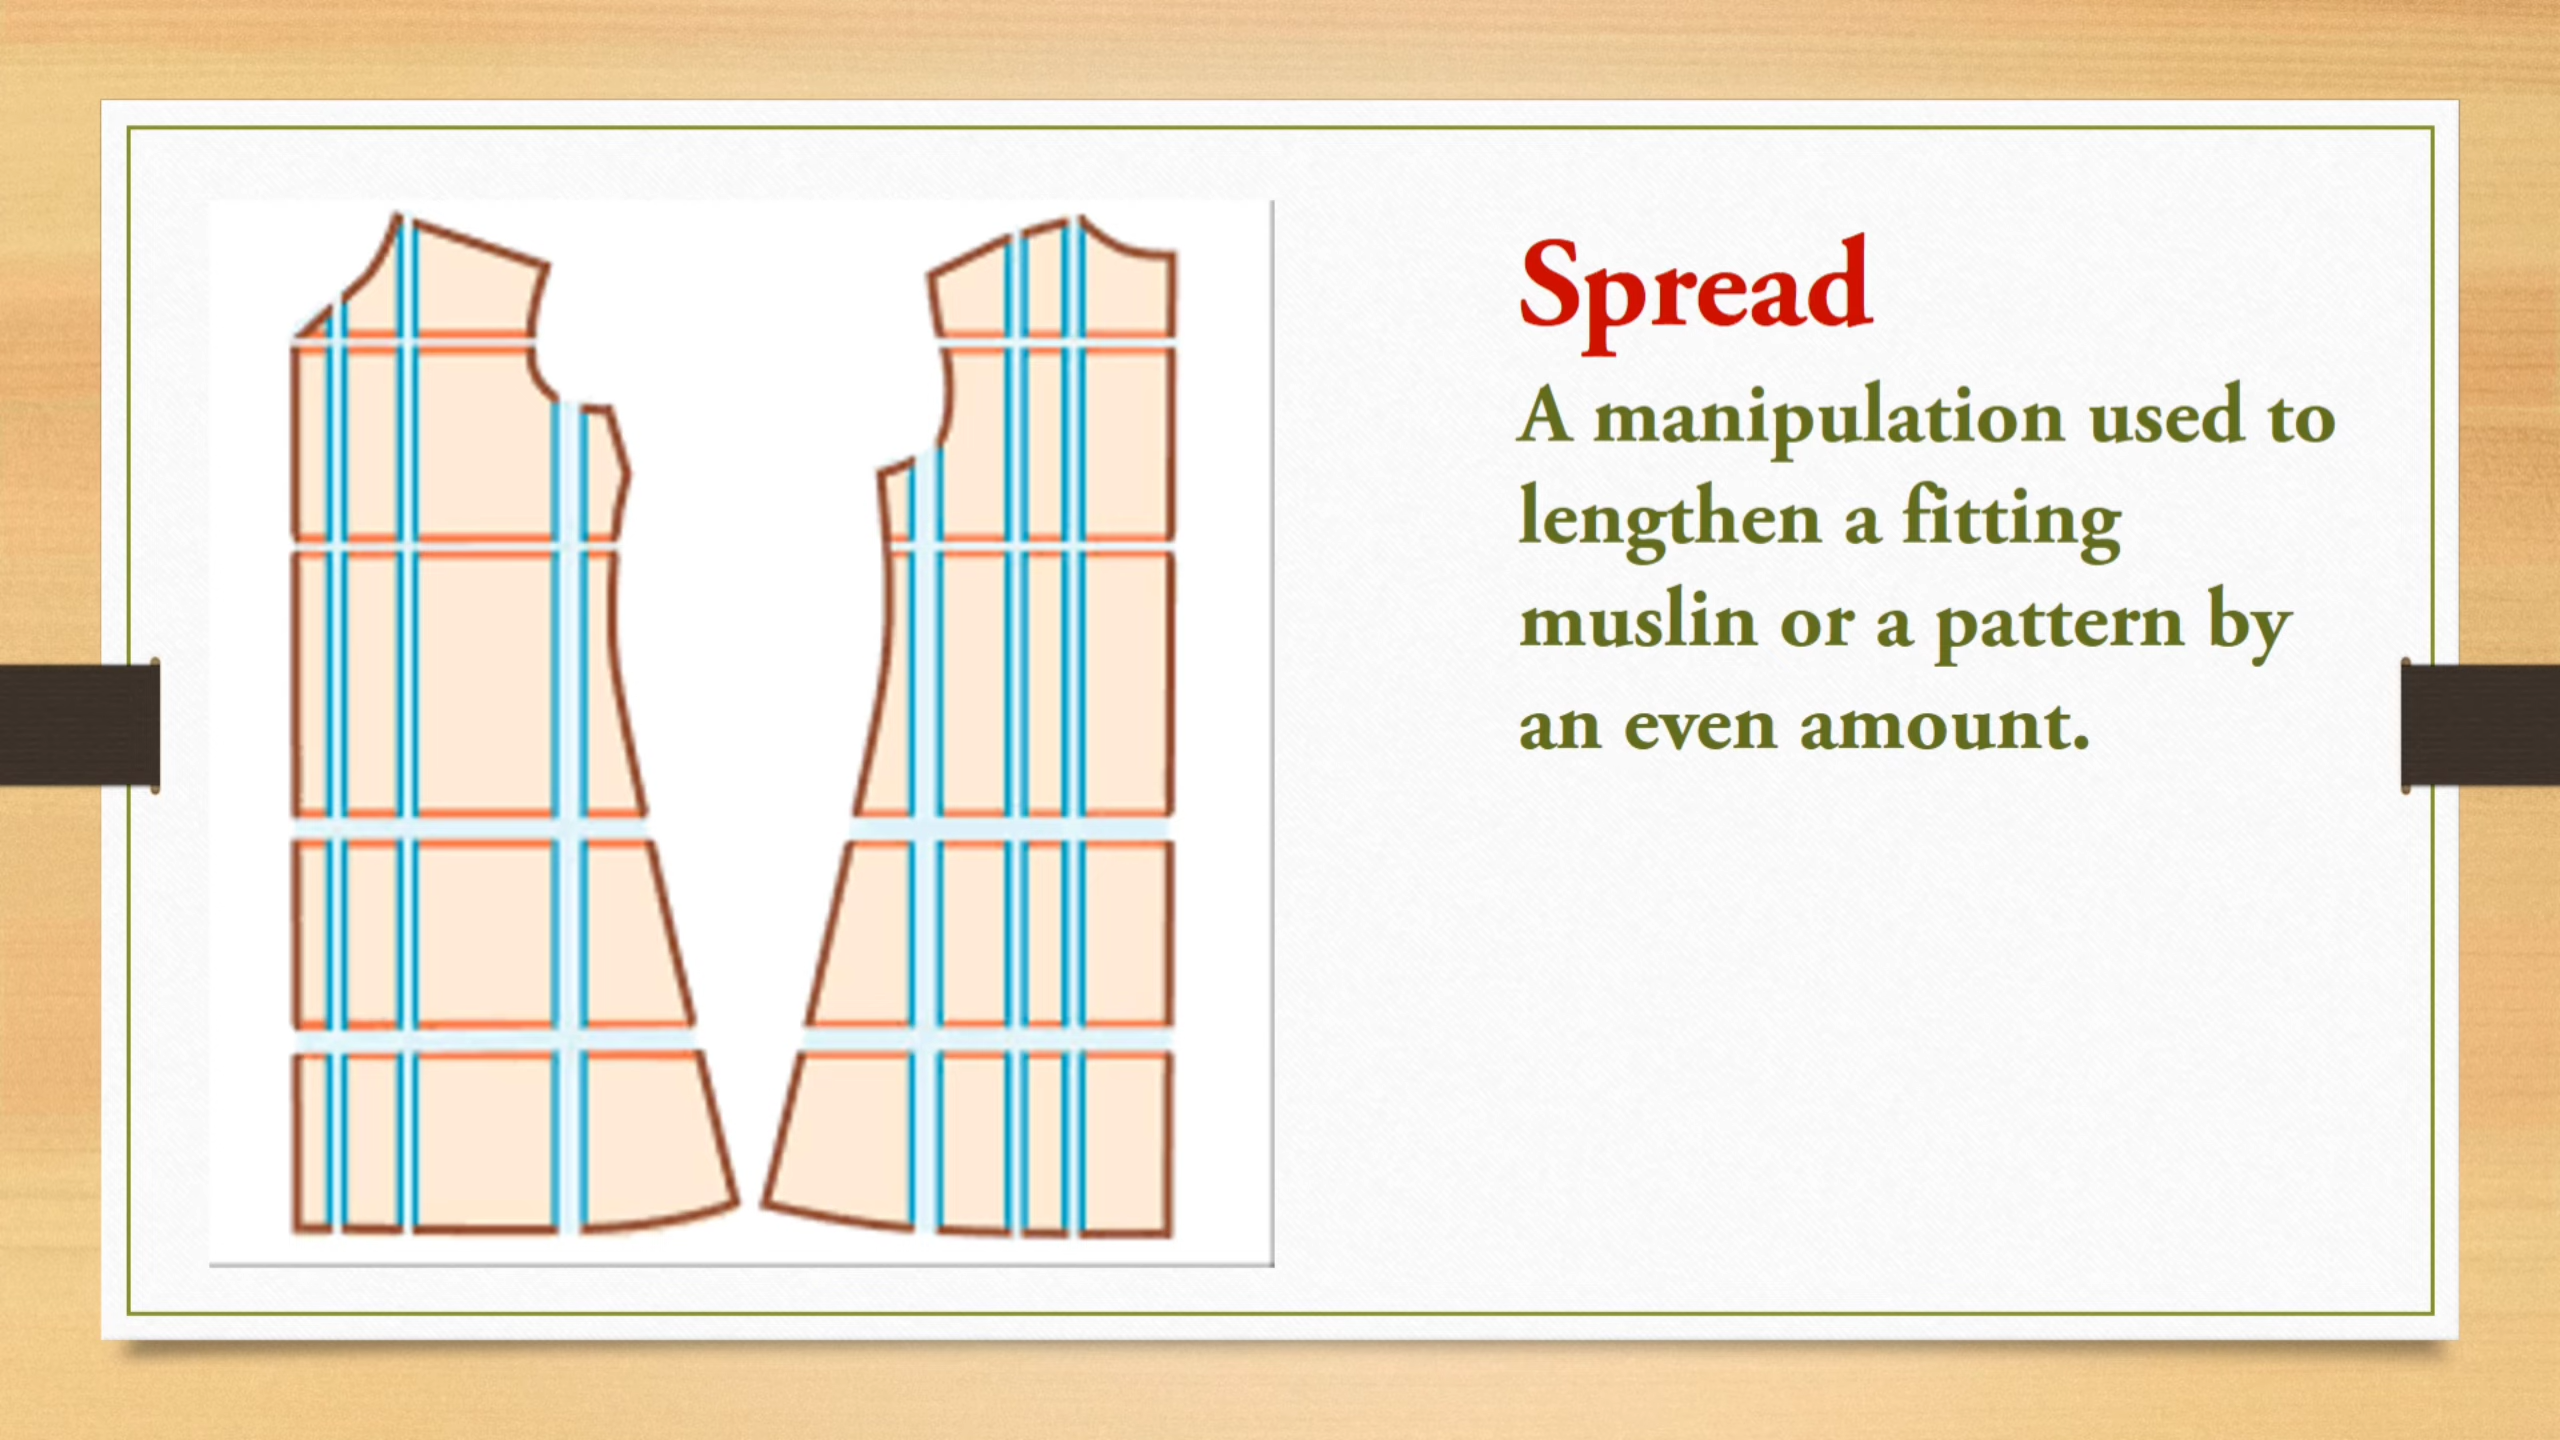 Spread
A manipulation used to
lengthen a fitting
muslin or a pattern by
an even amount.